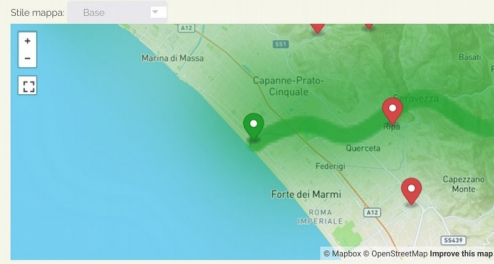 Stile mappa: Base
A12
SS1
Marina di Massa
Basati
Capanne-Prato-
Cinquale
Seravezza
Ripa
Querceta
Federigi
Capezzano
Monte
Forte dei Marmi
ROMA
IMPERIALE
A12
SS439
© Mapbox © OpenStreetMap Improve this map